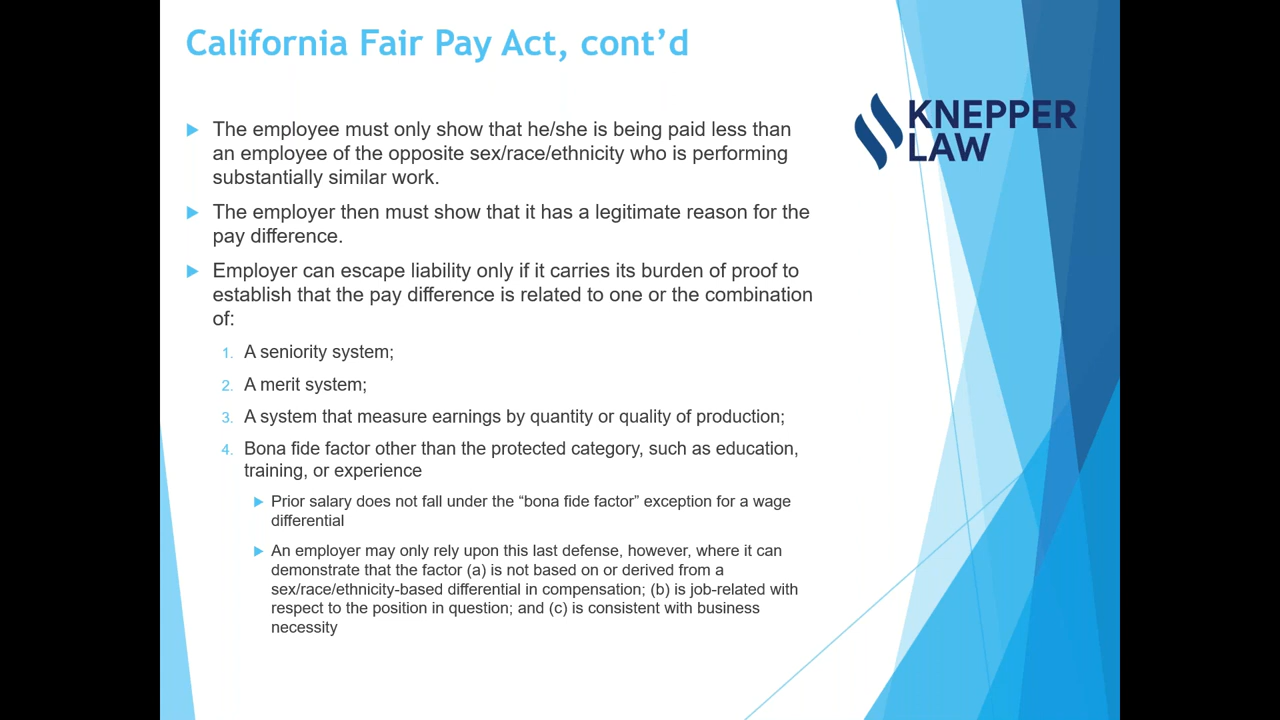 California Fair Pay Act, cont’d
KNEPPER
LAW
The employee must only show that he/she is being paid less than
an employee of the opposite sex/race/ethnicity who is performing
substantially similar work.
The employer then must show that it has a legitimate reason for the
pay difference.
Employer can escape liability only if it carries its burden of proof to
establish that the pay difference is related to one or the combination
of:
1. A seniority system;
2. A merit system;
3. A system that measure earnings by quantity or quality of production;
4. Bona fide factor other than the protected category, such as education,
training, or experience
Prior salary does not fall under the “bona fide factor” exception for a wage
differential
An employer may only rely upon this last defense, however, where it can
demonstrate that the factor (a) is not based on or derived from a
sex/race/ethnicity-based differential in compensation; (b) is job-related with
respect to the position in question; and (c) is consistent with business
necessity